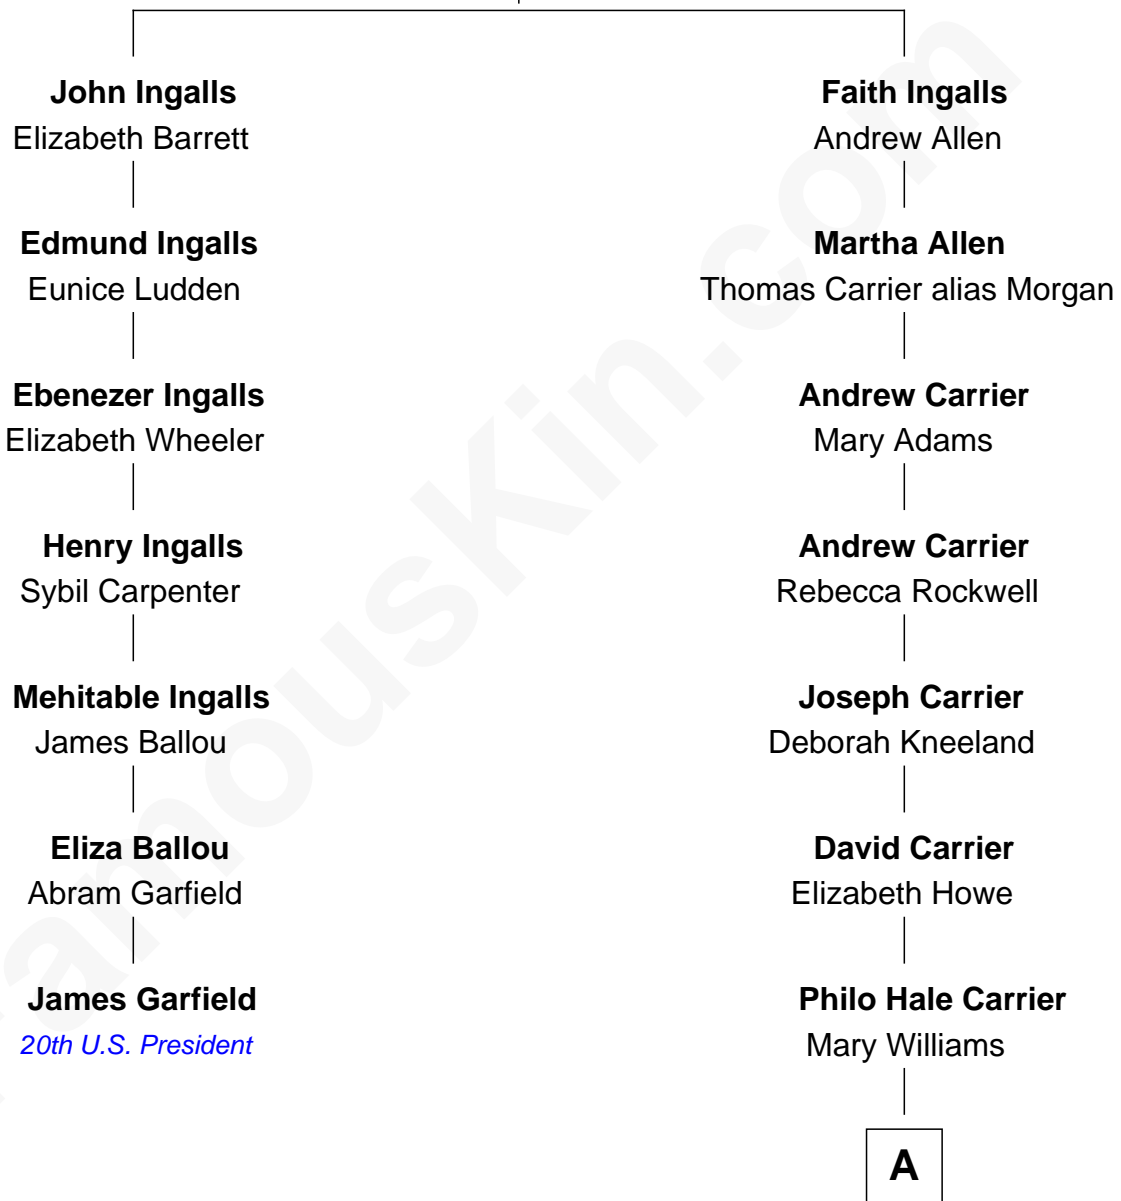 John Ingalls
Elizabeth Barrett
Edmund Ingalls
Eunice Ludden
Ebenezer Ingalls
Elizabeth Wheeler
Henry Ingalls
Sybil Carpenter
Mehitable Ingalls
James Ballou
Eliza Ballou
Abram Garfield
James Garfield
20th U.S. President
Faith Ingalls
Andrew Allen
Martha Allen
Thomas Carrier alias Morgan
Andrew Carrier
Mary Adams
Andrew Carrier
Rebecca Rockwell
Joseph Carrier
Deborah Kneeland
David Carrier
Elizabeth Howe
Philo Hale Carrier
Mary Williams
A
FamousKin.com